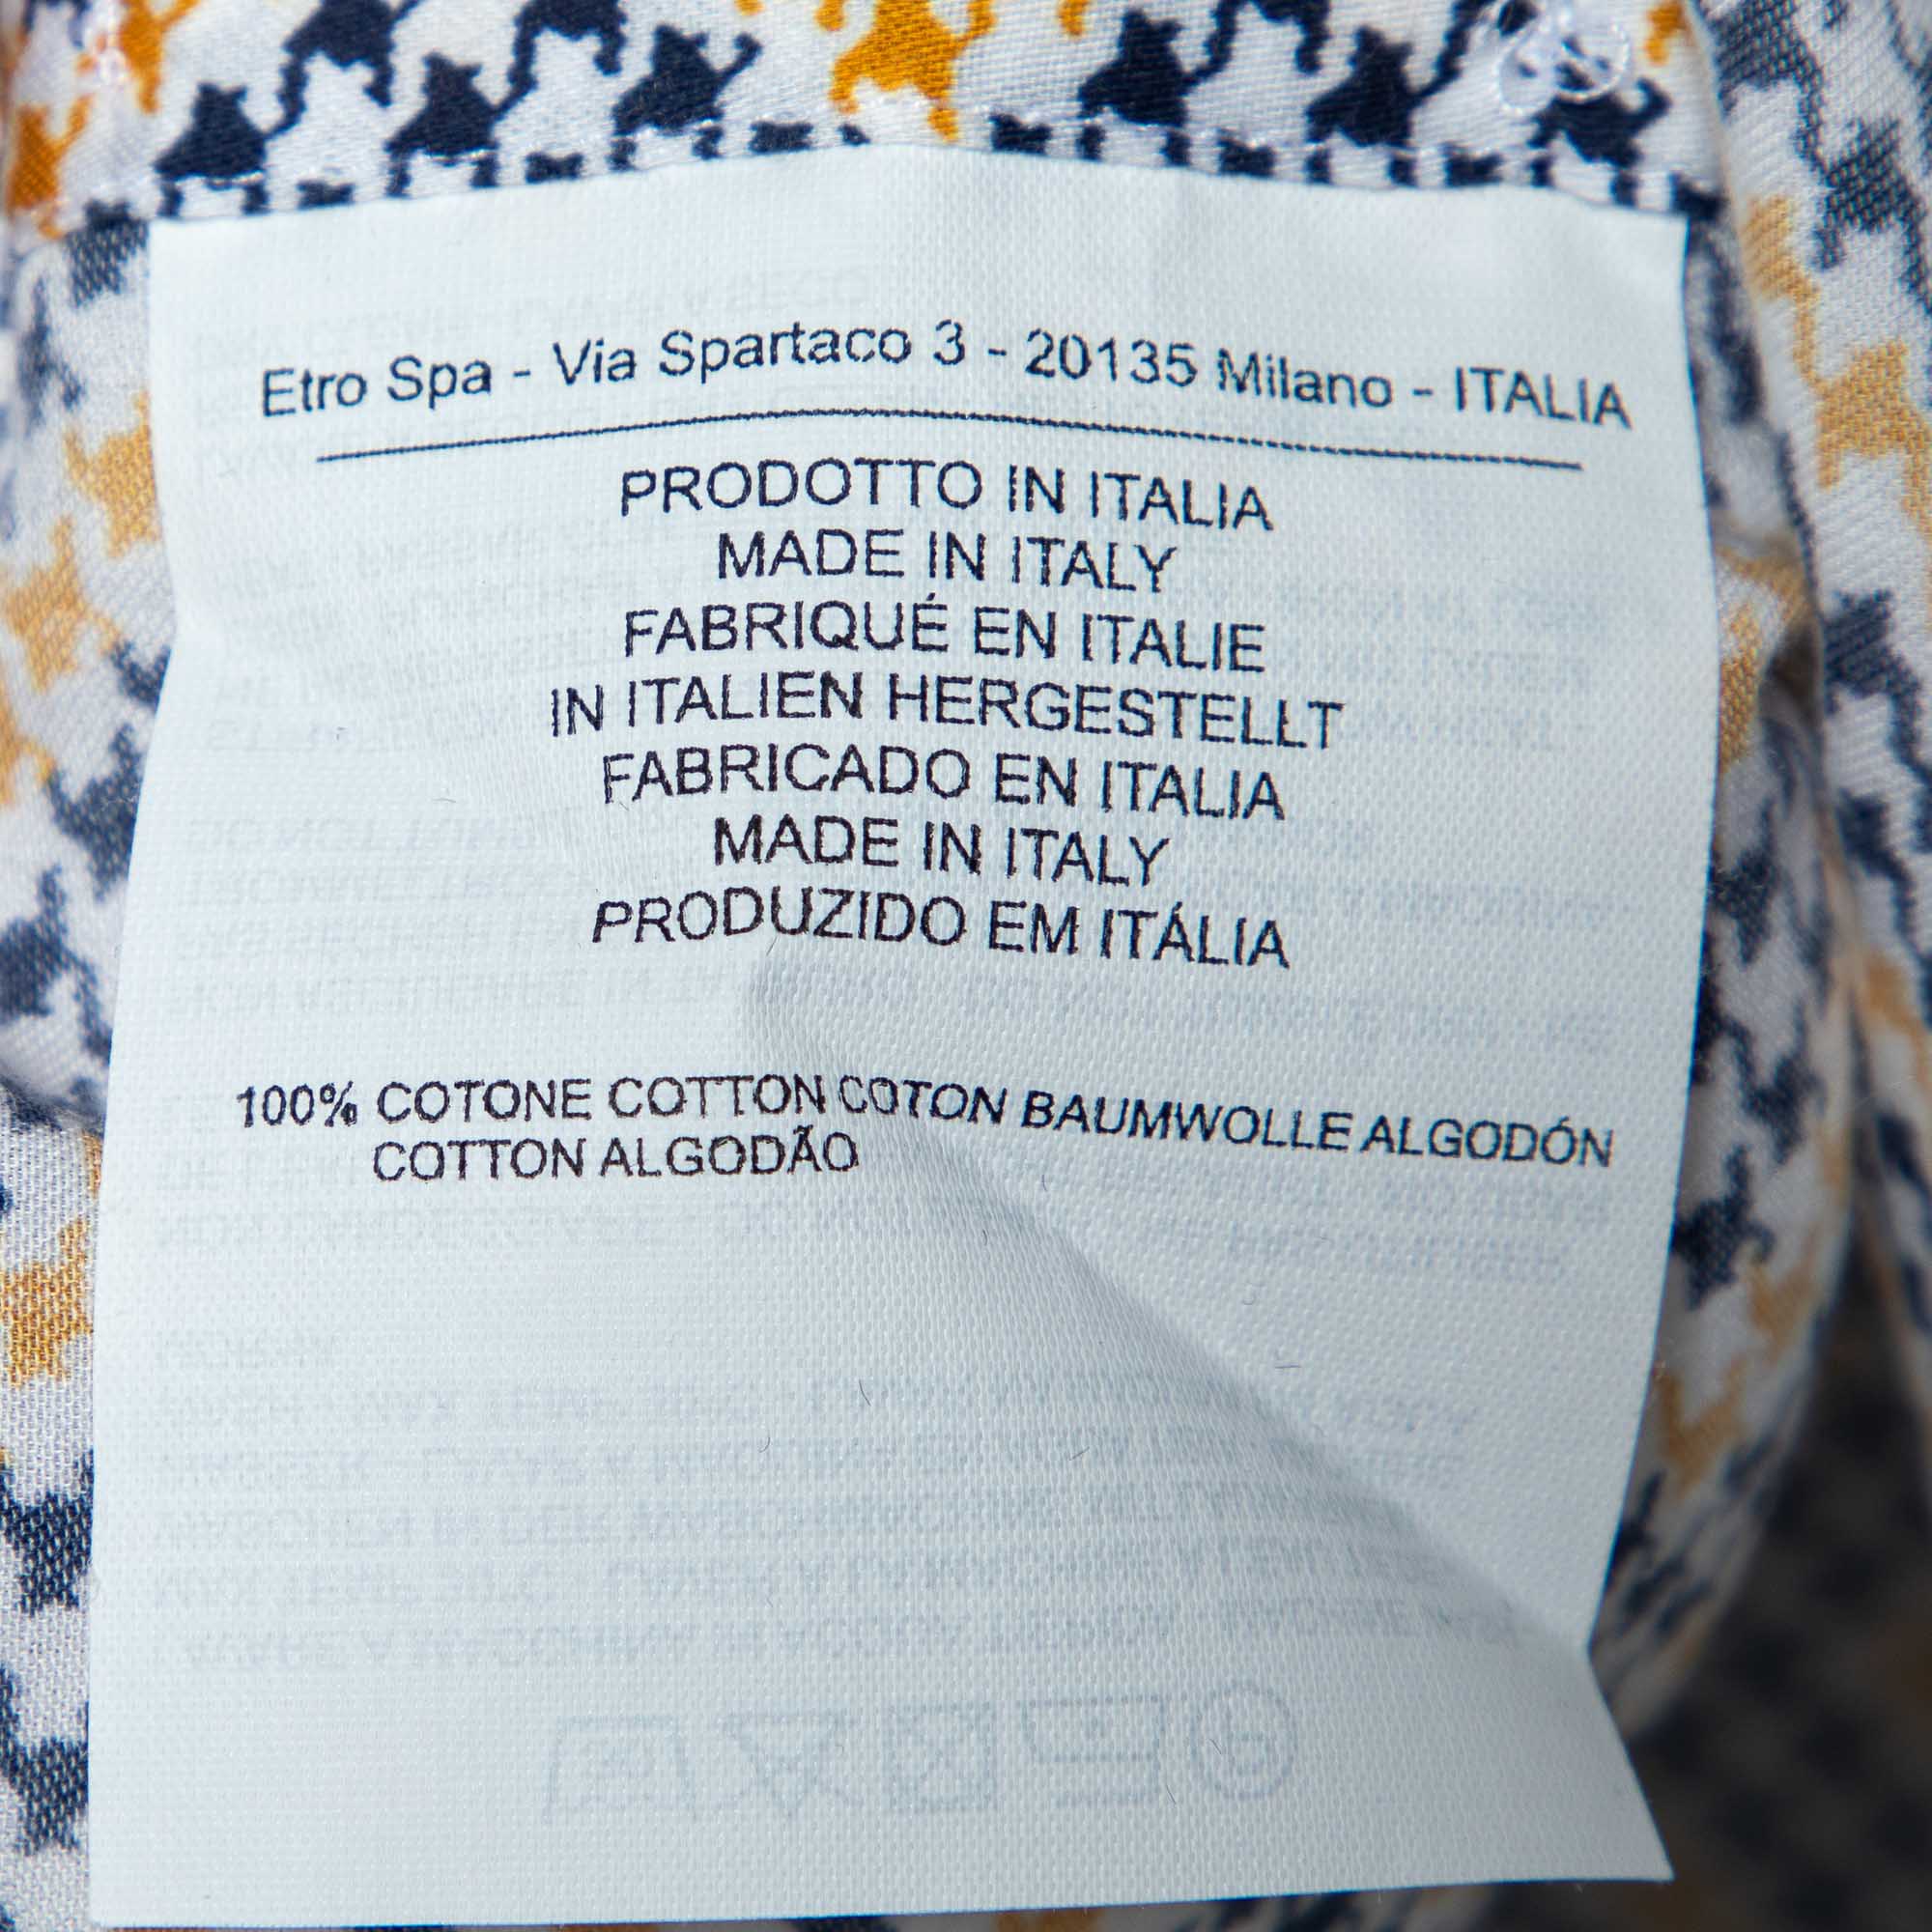 Etro Spa - Via Spartaco 3 - 20135 Milano - ITALIA
PRODOTTO IN ITALIA
MADE IN ITALY
FABRIQUÉ EN ITALIE
IN ITALIEN HERGESTELLT
FABRICADO EN ITALIA
MADE IN ITALY
PRODUZIDO EM ITÁLIA
100% COTONE COTTON COTON BAUMWOLLE ALGODÓN
COTTON ALGODÃO